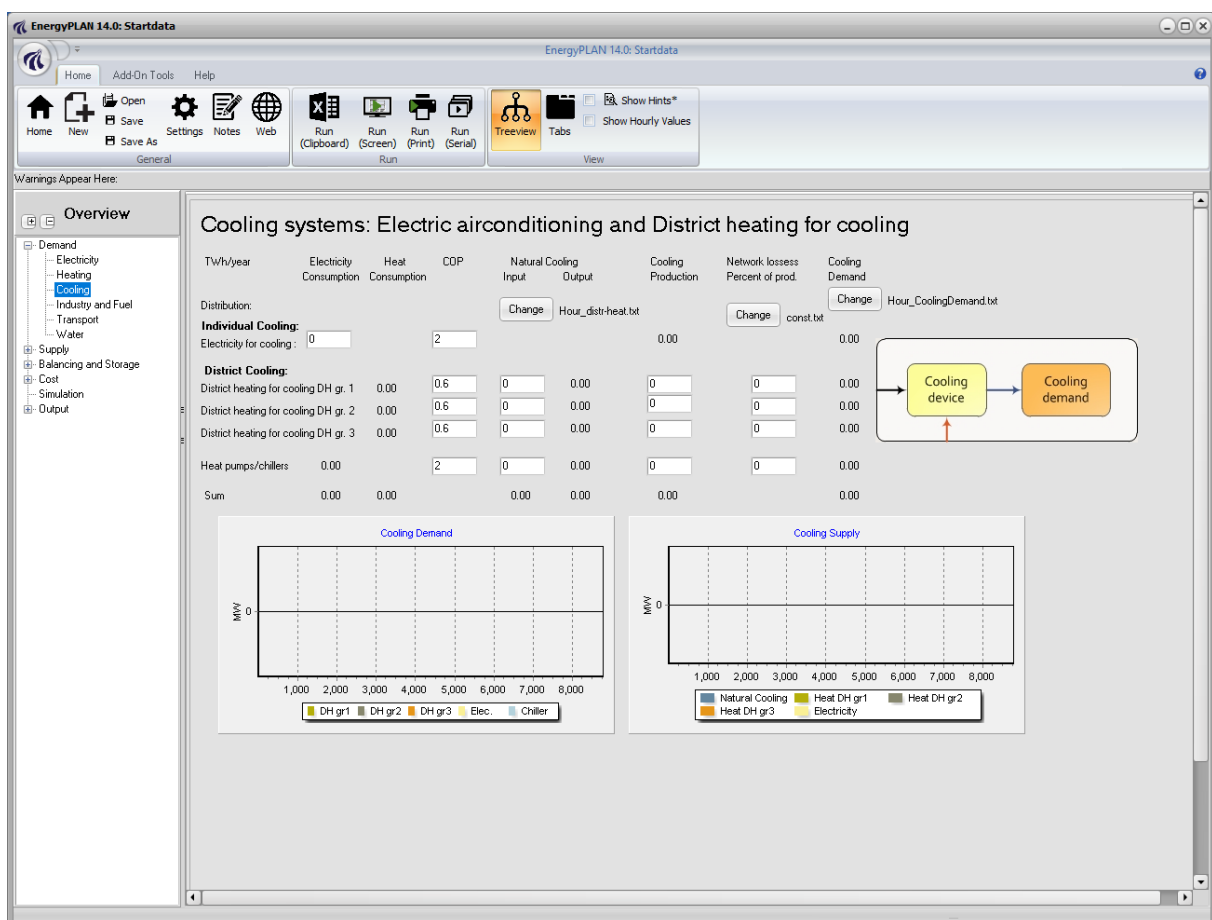 EnergyPLAN 14.0: Startdata
EnergyPLAN 14.0: Startdata
Home Add-On Tools Help
Home New Open Save Save As Settings Notes Web
General
Run (Clipboard) Run (Screen) Run (Print) Run (Serial)
Run
Treeview Tabs Show Hints* Show Hourly Values
View
Warnings Appear Here:
Overview
Demand
Electricity
Heating
Cooling
Industry and Fuel
Transport
Water
Supply
Balancing and Storage
Cost
Simulation
Output
Cooling systems: Electric airconditioning and District heating for cooling
TWh/year Electricity Heat COP Natural Cooling Cooling Network lossess Cooling
Consumption Consumption Input Output Production Percent of prod. Demand
Distribution: Change Hour_distr-heat.txt Change const.txt Change Hour_CoolingDemand.txt
Individual Cooling:
Electricity for cooling : 0 2 0.00 0.00
District Cooling:
District heating for cooling DH gr. 1 0.00 0.6 0 0.00 0 0 0.00
District heating for cooling DH gr. 2 0.00 0.6 0 0.00 0 0 0.00
District heating for cooling DH gr. 3 0.00 0.6 0 0.00 0 0 0.00
Heat pumps/chillers 0.00 2 0 0.00 0 0 0.00
Sum 0.00 0.00 0.00 0.00 0.00 0.00
Cooling device
Cooling demand
Cooling Demand
MW
0
1,000 2,000 3,000 4,000 5,000 6,000 7,000 8,000
DH gr1 DH gr2 DH gr3 Elec. Chiller
Cooling Supply
MW
0
1,000 2,000 3,000 4,000 5,000 6,000 7,000 8,000
Natural Cooling Heat DH gr1 Heat DH gr2
Heat DH gr3 Electricity